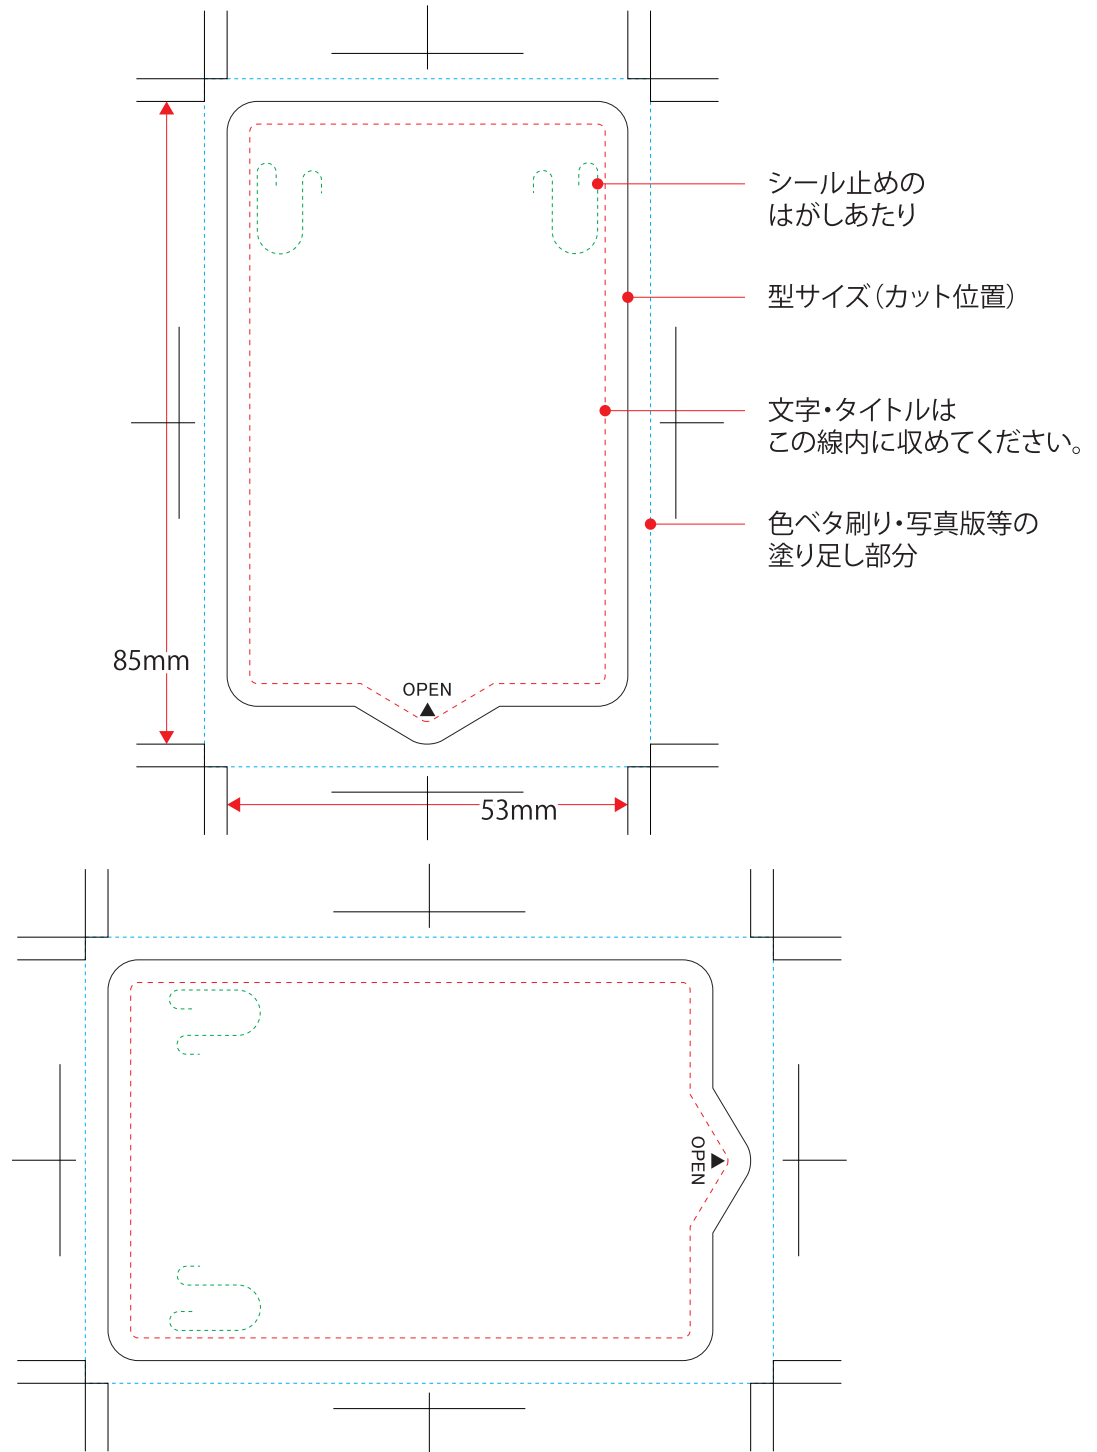 シール止めの
はがしあたり
型サイズ（カット位置）
文字・タイトルは
この線内に収めてください。
色ベタ刷り・写真版等の
塗り足し部分
85mm
OPEN
53mm
OPEN